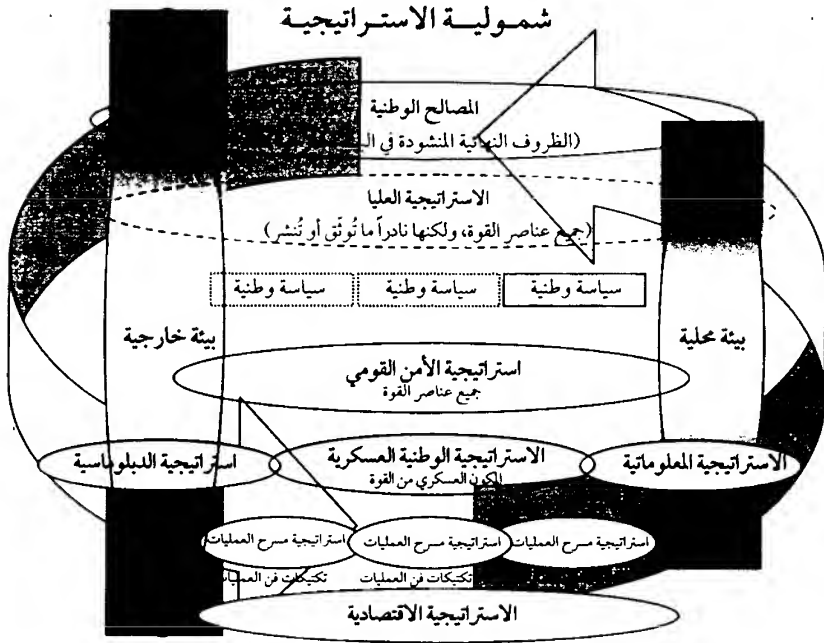 شمولية الاستراتيجية
المصالح الوطنية
(الظروف النهائية المنشودة في
الاستراتيجية العليا
(جميع عناصر القوة، ولكنها نادراً ما تُوثّق أو تُنشر)
سياسة وطنية
سياسة وطنية
سياسة وطنية
بيئة محلية
بيئة خارجية
استراتيجية الأمن القومي
جميع عناصر القوة
الاستراتيجية المعلوماتية
الاستراتيجية الوطنية العسكرية
المكون العسكري من القوة
استراتيجية الدبلوماسية
استراتيجية مسرح العمليات
استراتيجية مسرح العمليات
استراتيجية مسرح العمليات
تكتيكات فن العمليات
تكتيكات فن العمليات
الاستراتيجية الاقتصادية